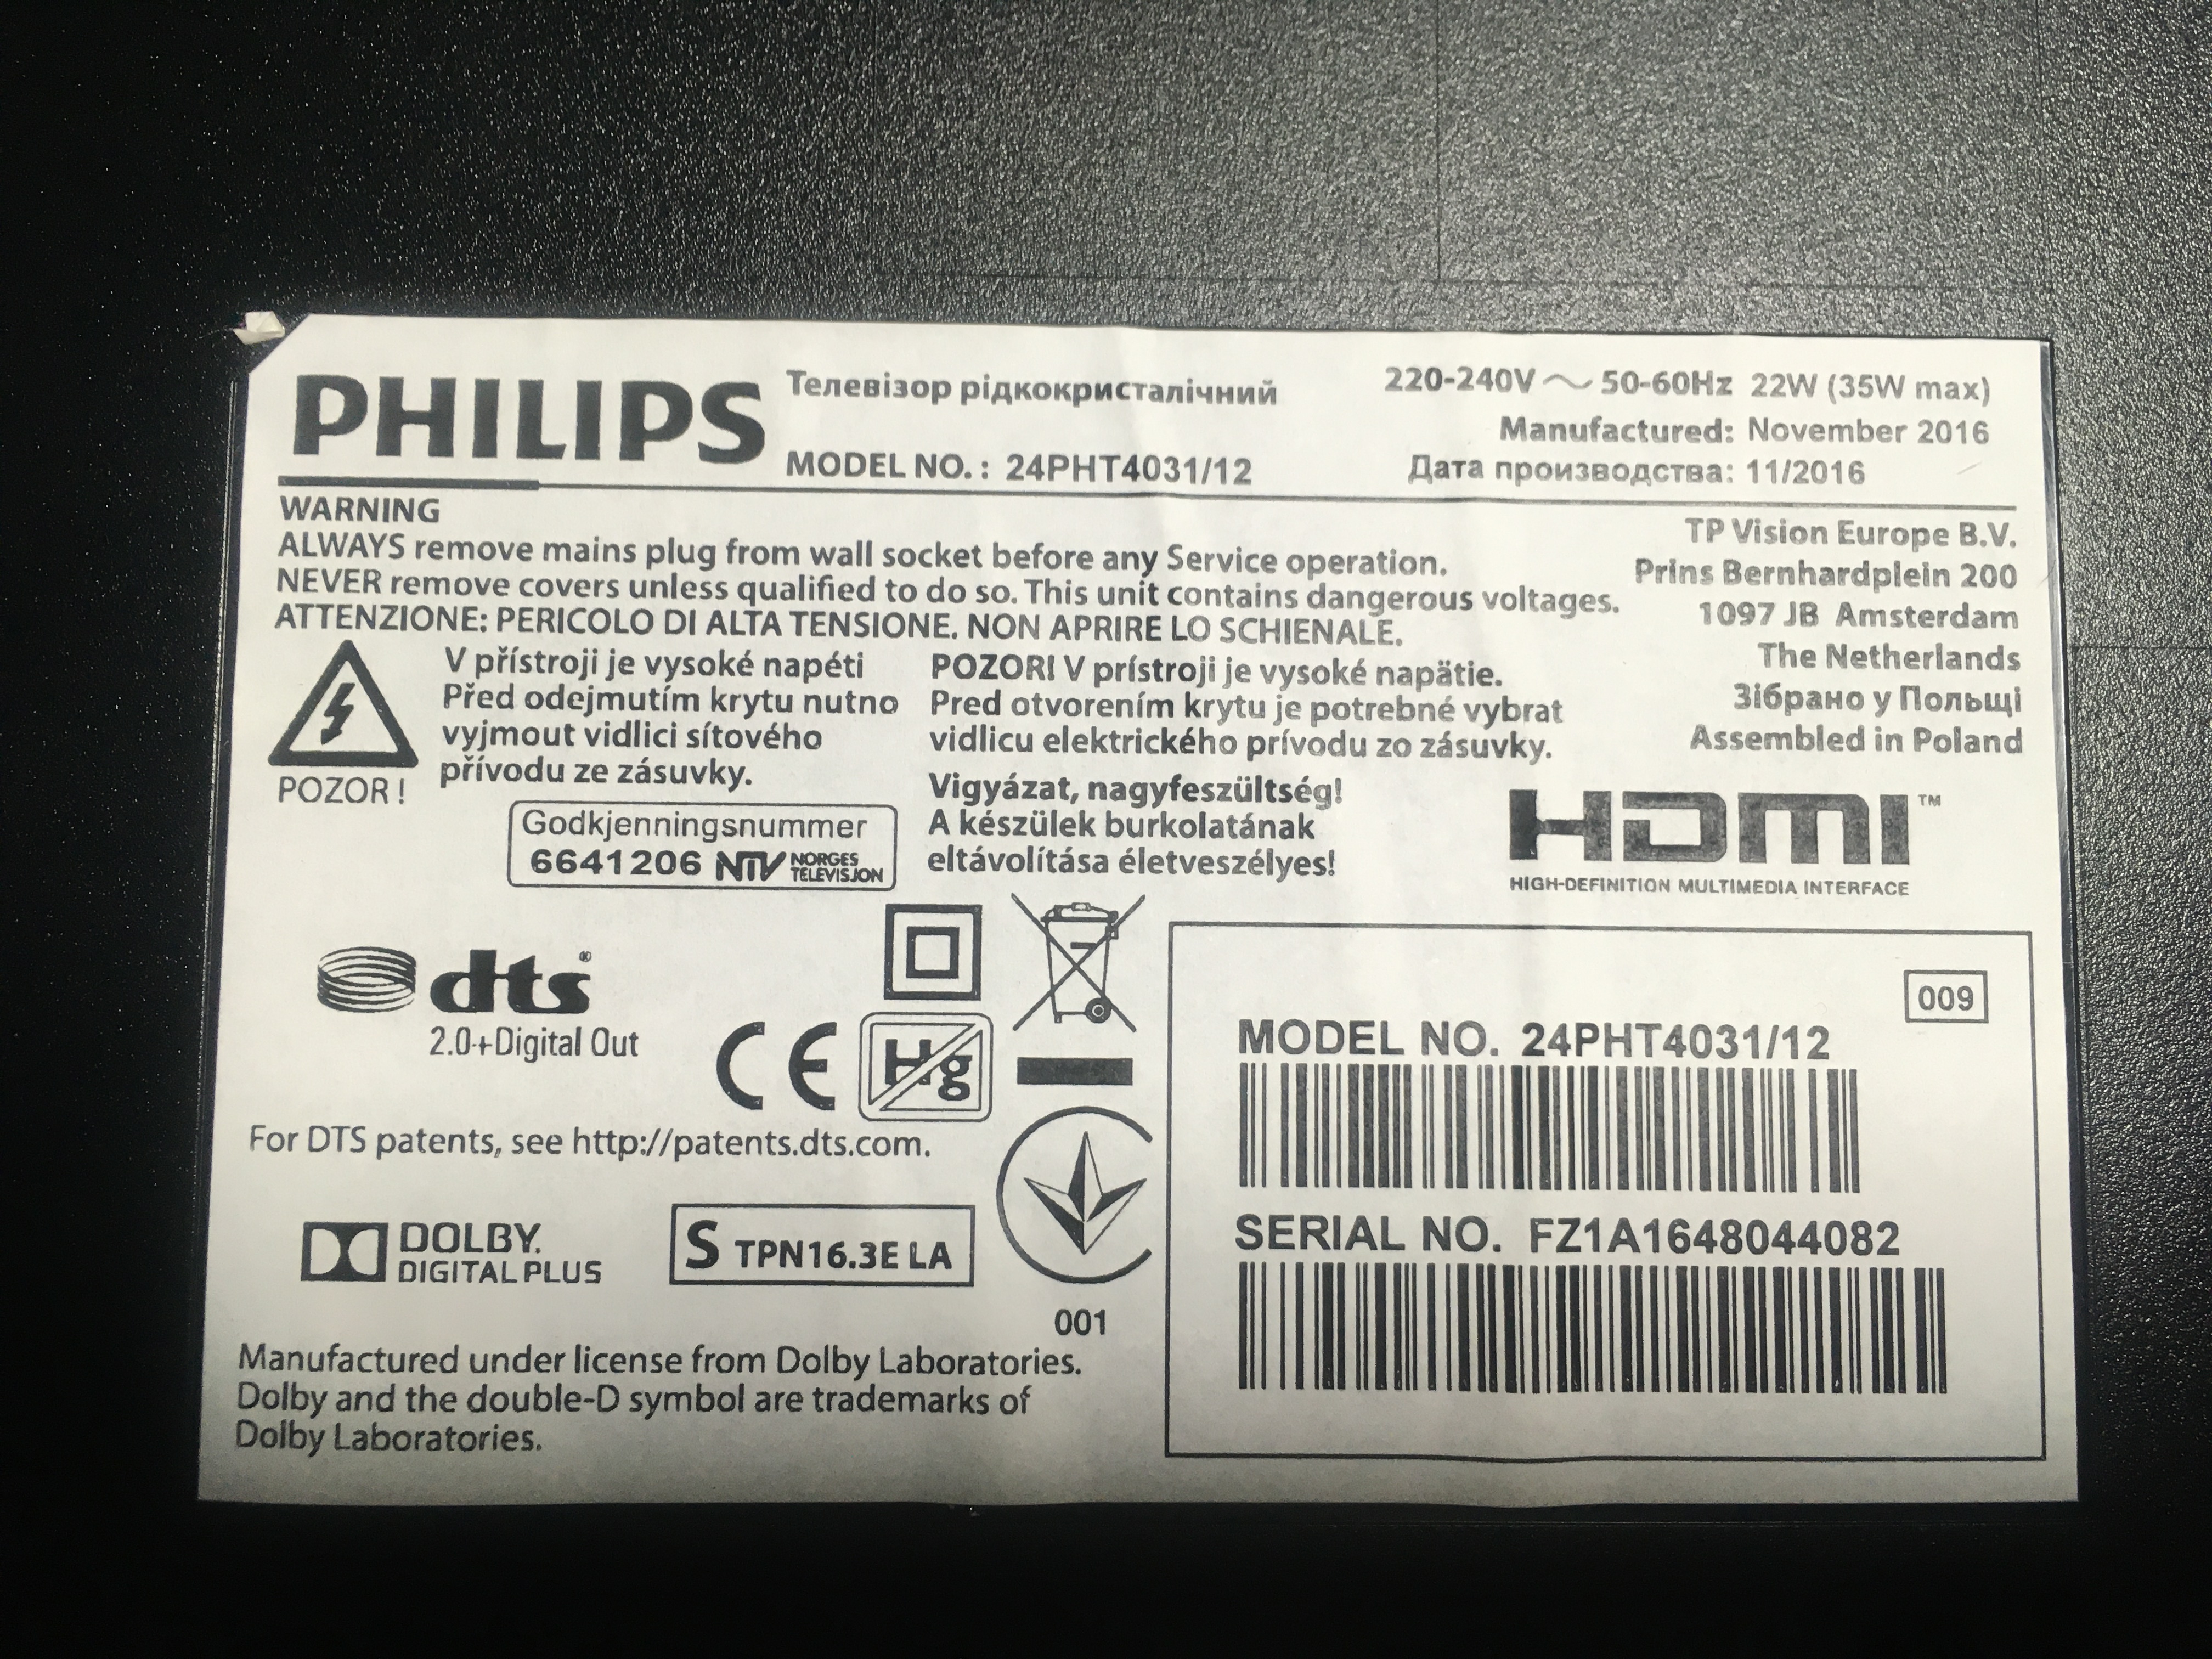 PHILIPS
Телевізор рідкокристалічний
MODEL NO.: 24PHT4031/12
220-240V ~ 50-60Hz 22W (35W max)
Manufactured: November 2016
Дата производства: 11/2016
WARNING
ALWAYS remove mains plug from wall socket before any Service operation.
NEVER remove covers unless qualified to do so. This unit contains dangerous voltages.
ATTENZIONE: PERICOLO DI ALTA TENSIONE. NON APRIRE LO SCHIENALE.
TP Vision Europe B.V.
Prins Bernhardplein 200
1097 JB Amsterdam
The Netherlands
Зібрано у Польщі
Assembled in Poland
POZOR!
V přístroji je vysoké napéti
Před odejmutím krytu nutno
vyjmout vidlici sítového
přívodu ze zásuvky.
POZOR! V prístroji je vysoké napätie.
Pred otvorením krytu je potrebné vybrat
vidlicu elektrického prívodu zo zásuvky.
Vigyázat, nagyfeszültség!
A készülek burkolatának
eltávolítása életveszélyes!
Godkjenningsnummer
6641206 NTV NORGES
TELEVISJON
HDMI™
HIGH-DEFINITION MULTIMEDIA INTERFACE
dts®
2.0+Digital Out
CE
Hg
For DTS patents, see http://patents.dts.com.
DOLBY.
DIGITAL PLUS
S TPN16.3E LA
001
Manufactured under license from Dolby Laboratories.
Dolby and the double-D symbol are trademarks of
Dolby Laboratories.
009
MODEL NO. 24PHT4031/12
SERIAL NO. FZ1A1648044082